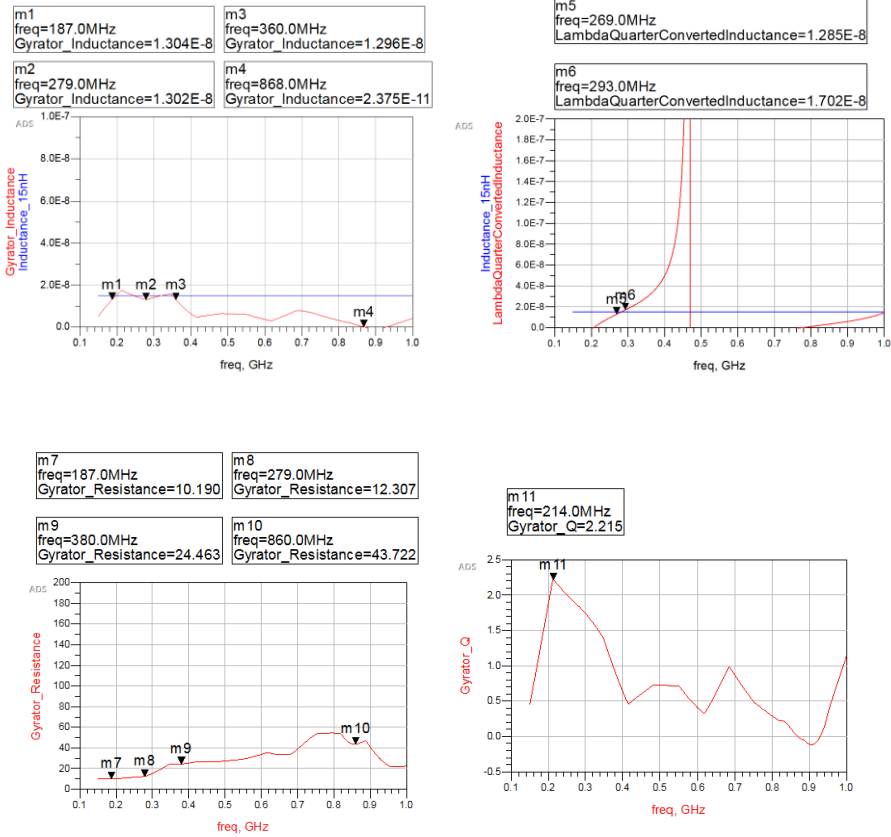 m1
freq=187.0MHz
Gyrator_Inductance=1.304E-8
m3
freq=360.0MHz
Gyrator_Inductance=1.296E-8
m2
freq=279.0MHz
Gyrator_Inductance=1.302E-8
m4
freq=868.0MHz
Gyrator_Inductance=2.375E-11
ADS
Gyrator_Inductance
Inductance_15nH
1.0E-7
8.0E-8
6.0E-8
4.0E-8
2.0E-8
0.0
m1 m2 m3 m4
0.1 0.2 0.3 0.4 0.5 0.6 0.7 0.8 0.9 1.0
freq, GHz
m5
freq=269.0MHz
LambdaQuarterConvertedInductance=1.285E-8
m6
freq=293.0MHz
LambdaQuarterConvertedInductance=1.702E-8
ADS
Inductance_15nH
LambdaQuarterConvertedInductance
2.0E-7
1.8E-7
1.6E-7
1.4E-7
1.2E-7
1.0E-7
8.0E-8
6.0E-8
4.0E-8
2.0E-8
0.0
m5 m6
0.1 0.2 0.3 0.4 0.5 0.6 0.7 0.8 0.9 1.0
freq, GHz
m7
freq=187.0MHz
Gyrator_Resistance=10.190
m8
freq=279.0MHz
Gyrator_Resistance=12.307
m9
freq=380.0MHz
Gyrator_Resistance=24.463
m10
freq=860.0MHz
Gyrator_Resistance=43.722
ADS
Gyrator_Resistance
200
180
160
140
120
100
80
60
40
20
0
m7 m8 m9 m10
0.1 0.2 0.3 0.4 0.5 0.6 0.7 0.8 0.9 1.0
freq, GHz
m11
freq=214.0MHz
Gyrator_Q=2.215
ADS
Gyrator_Q
2.5
2.0
1.5
1.0
0.5
0.0
-0.5
m11
0.1 0.2 0.3 0.4 0.5 0.6 0.7 0.8 0.9 1.0
freq, GHz